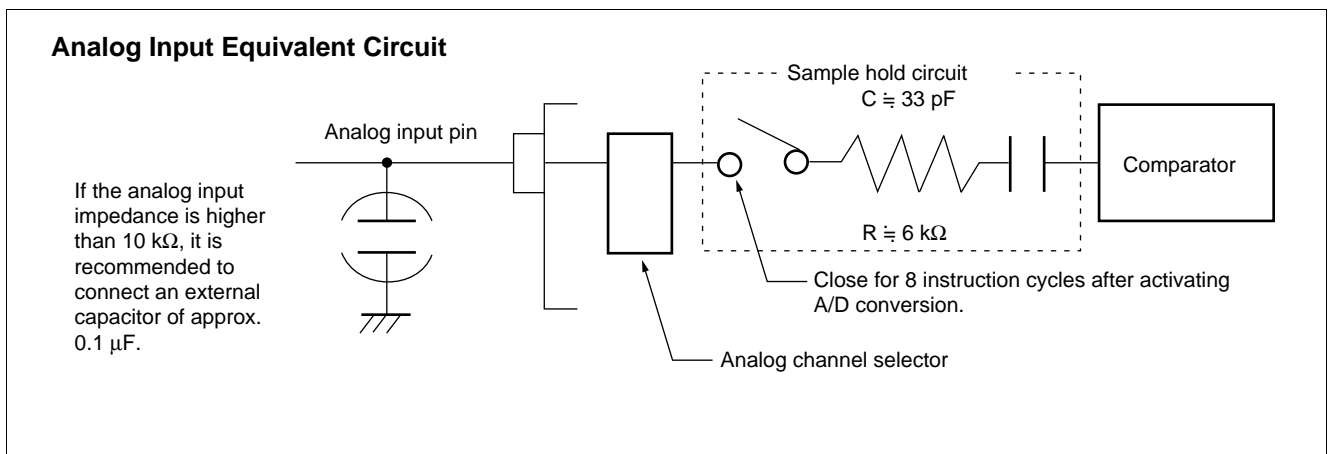 Analog Input Equivalent Circuit
Sample hold circuit
C ≒ 33 pF
Analog input pin
Comparator
If the analog input
impedance is higher
than 10 kΩ, it is
recommended to
connect an external
capacitor of approx.
0.1 μF.
R ≒ 6 kΩ
Close for 8 instruction cycles after activating
A/D conversion.
Analog channel selector